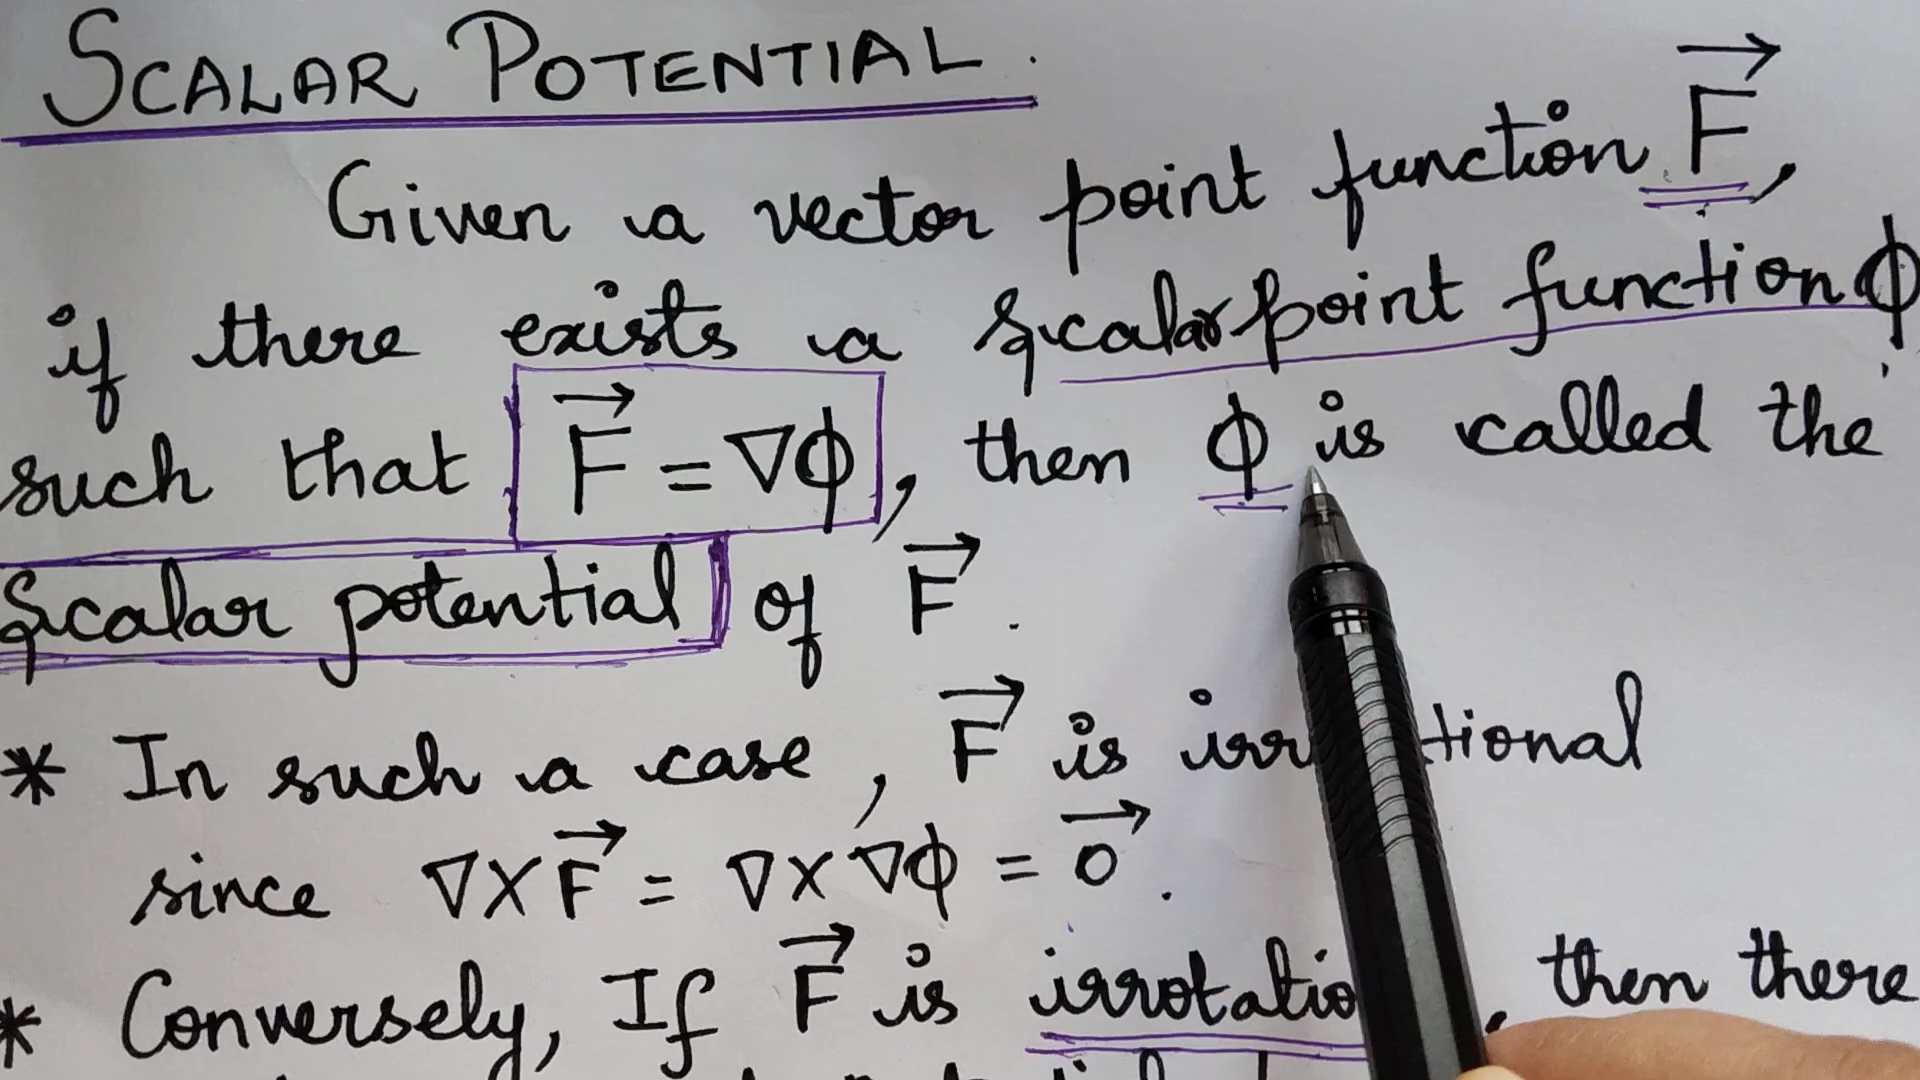 SCALAR POTENTIAL.
Given a vector point function F⃗,
if there exists a scalar point function ϕ,
such that F⃗ = ∇ϕ, then ϕ is called the
scalar potential of F⃗.
* In such a case, F⃗ is irr tional
since ∇×F⃗ = ∇×∇ϕ = 0⃗.
* Conversely, If F⃗ is irrotatio , then there